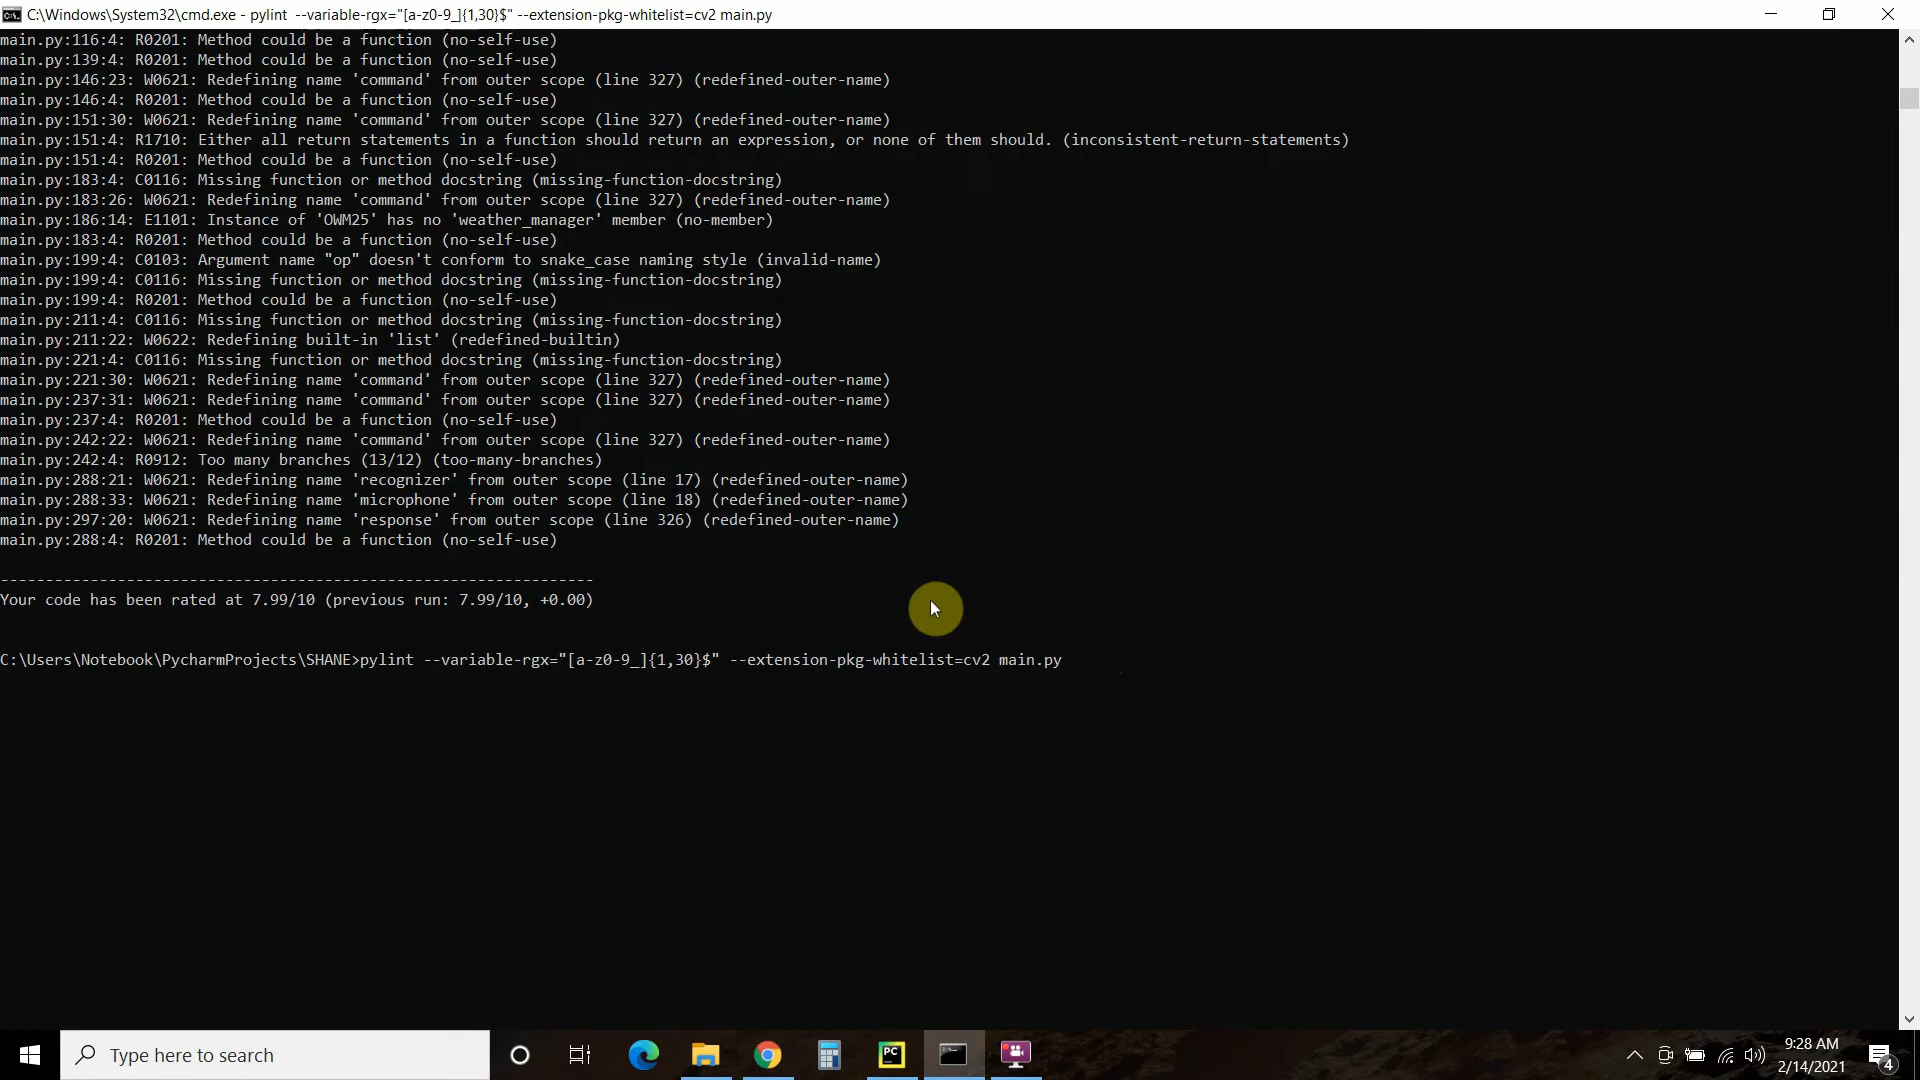 C:\Windows\System32\cmd.exe - pylint  --variable-rgx="[a-z0-9_]{1,30}$" --extension-pkg-whitelist=cv2 main.py
main.py:116:4: R0201: Method could be a function (no-self-use)
main.py:139:4: R0201: Method could be a function (no-self-use)
main.py:146:23: W0621: Redefining name 'command' from outer scope (line 327) (redefined-outer-name)
main.py:146:4: R0201: Method could be a function (no-self-use)
main.py:151:30: W0621: Redefining name 'command' from outer scope (line 327) (redefined-outer-name)
main.py:151:4: R1710: Either all return statements in a function should return an expression, or none of them should. (inconsistent-return-statements)
main.py:151:4: R0201: Method could be a function (no-self-use)
main.py:183:4: C0116: Missing function or method docstring (missing-function-docstring)
main.py:183:26: W0621: Redefining name 'command' from outer scope (line 327) (redefined-outer-name)
main.py:186:14: E1101: Instance of 'OWM25' has no 'weather_manager' member (no-member)
main.py:183:4: R0201: Method could be a function (no-self-use)
main.py:199:4: C0103: Argument name "op" doesn't conform to snake_case naming style (invalid-name)
main.py:199:4: C0116: Missing function or method docstring (missing-function-docstring)
main.py:199:4: R0201: Method could be a function (no-self-use)
main.py:211:4: C0116: Missing function or method docstring (missing-function-docstring)
main.py:211:22: W0622: Redefining built-in 'list' (redefined-builtin)
main.py:221:4: C0116: Missing function or method docstring (missing-function-docstring)
main.py:221:30: W0621: Redefining name 'command' from outer scope (line 327) (redefined-outer-name)
main.py:237:31: W0621: Redefining name 'command' from outer scope (line 327) (redefined-outer-name)
main.py:237:4: R0201: Method could be a function (no-self-use)
main.py:242:22: W0621: Redefining name 'command' from outer scope (line 327) (redefined-outer-name)
main.py:242:4: R0912: Too many branches (13/12) (too-many-branches)
main.py:288:21: W0621: Redefining name 'recognizer' from outer scope (line 17) (redefined-outer-name)
main.py:288:33: W0621: Redefining name 'microphone' from outer scope (line 18) (redefined-outer-name)
main.py:297:20: W0621: Redefining name 'response' from outer scope (line 326) (redefined-outer-name)
main.py:288:4: R0201: Method could be a function (no-self-use)
------------------------------------------------------------------
Your code has been rated at 7.99/10 (previous run: 7.99/10, +0.00)
C:\Users\Notebook\PycharmProjects\SHANE>pylint --variable-rgx="[a-z0-9_]{1,30}$" --extension-pkg-whitelist=cv2 main.py
Type here to search
PC
9:28 AM
2/14/2021
4